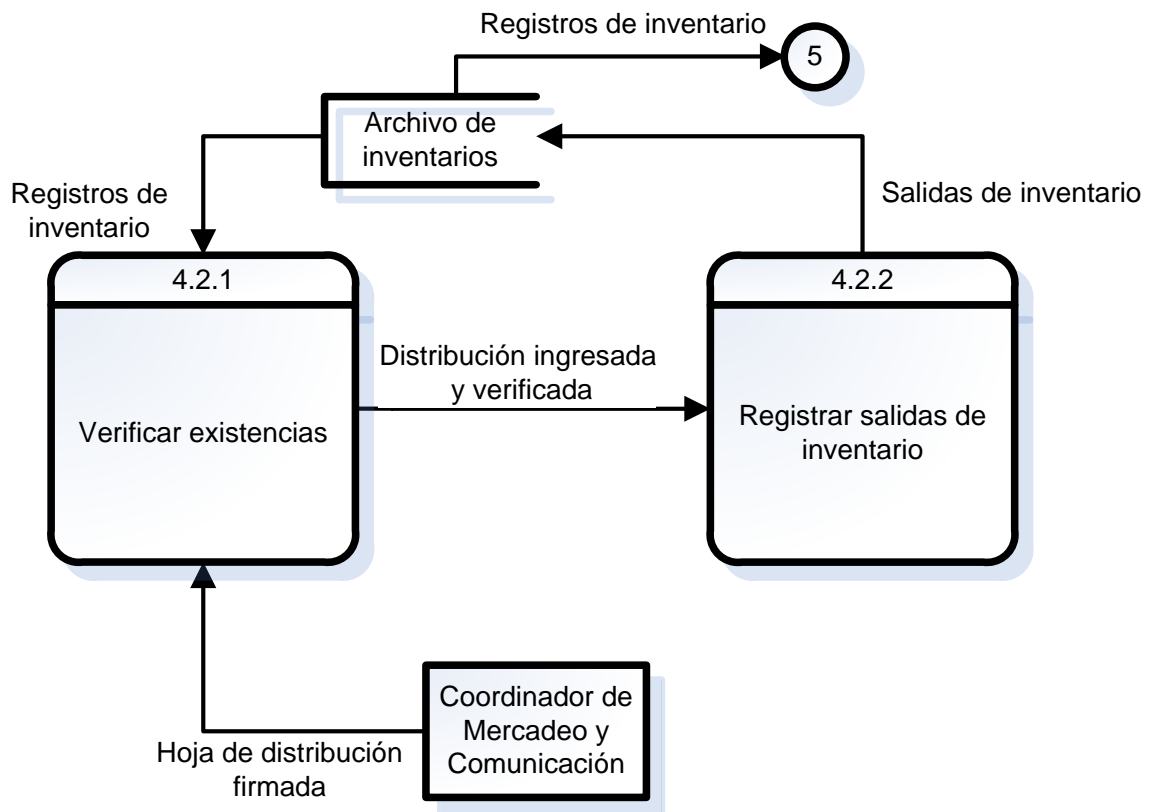 Registros de inventario
5
Archivo de
inventarios
Registros de
inventario
Salidas de inventario
4.2.1
4.2.2
Distribución ingresada
y verificada
Verificar existencias
Registrar salidas de
inventario
Coordinador de
Mercadeo y
Comunicación
Hoja de distribución
firmada